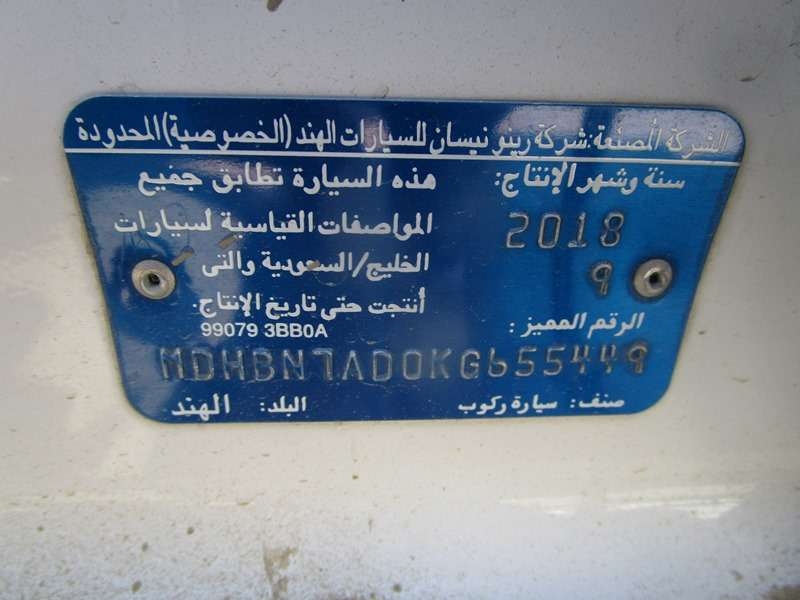 الشركة المصنعة: شركة رينو نيسان للسيارات الهند (الخصوصية) المحدودة
سنة وشهر الإنتاج:
2018
9
هذه السيارة تطابق جميع
المواصفات القياسية لسيارات
الخليج/السعودية والتى
أنتجت حتى تاريخ الإنتاج.
99079 3BB0A
الرقم المميز:
MDHBN7AD0KG655449
صنف: سيارة ركوب
البلد: الهند